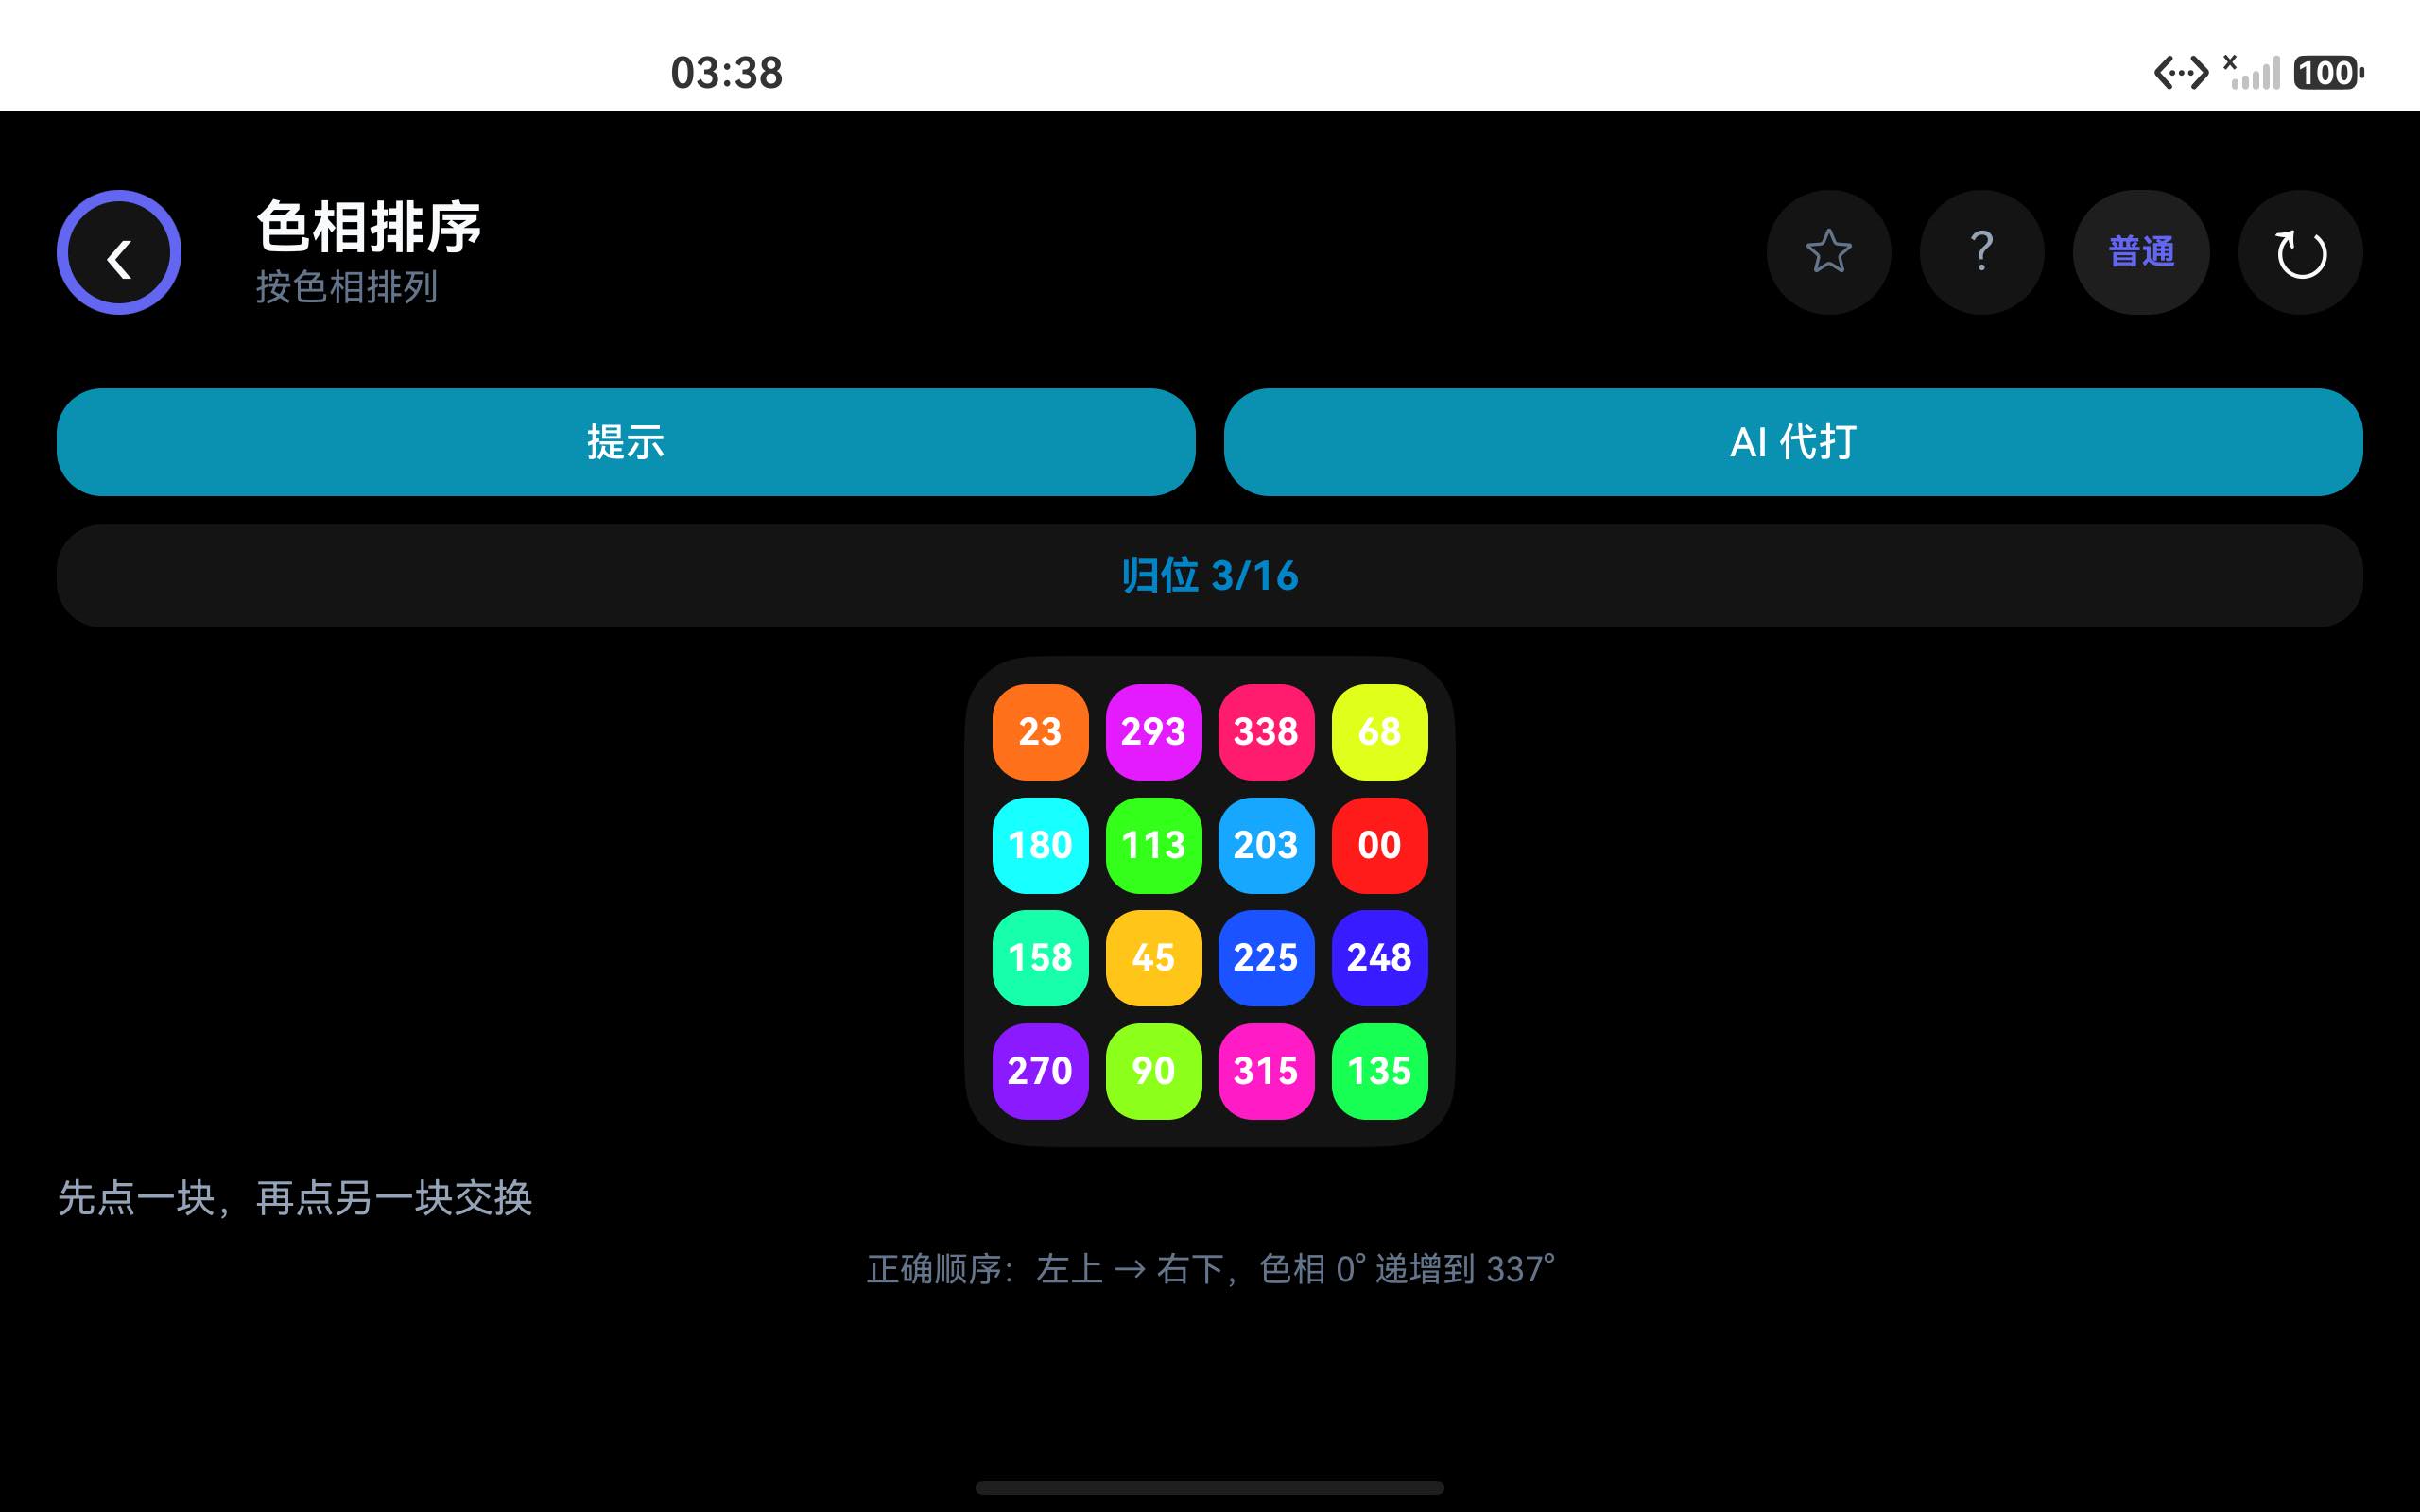 03:38
100
色相排序
按色相排列
?
普通
提示
AI 代打
归位 3/16
23 293 338 68
180 113 203 00
158 45 225 248
270 90 315 135
先点一块，再点另一块交换
正确顺序：左上 → 右下，色相 0° 递增到 337°